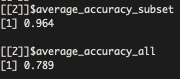 [[2]]$average_accuracy_subset
[1] 0.964
[[2]]$average_accuracy_all
[1] 0.789